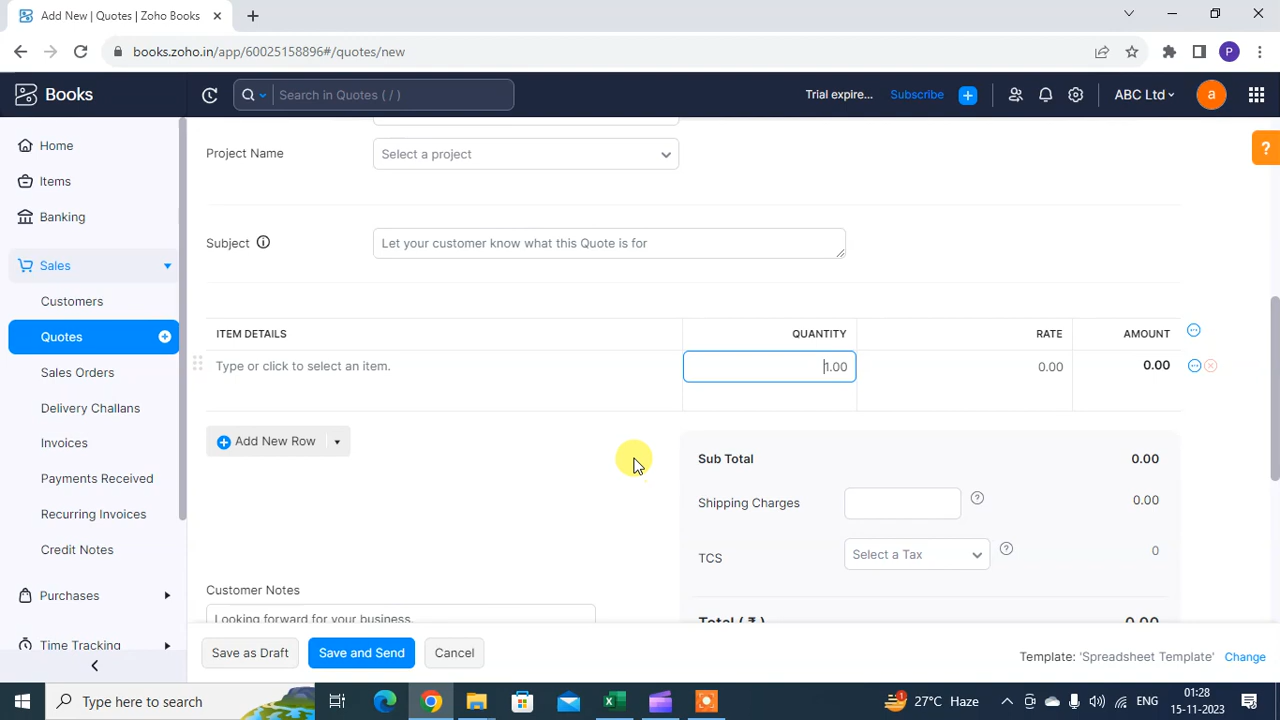 Add New | Quotes | Zoho Books
books.zoho.in/app/60025158896#/quotes/new
P
Books
Search in Quotes ( / )
Trial expire...
Subscribe
ABC Ltd
a
Home
Items
Banking
Sales
Customers
Quotes
Sales Orders
Delivery Challans
Invoices
Payments Received
Recurring Invoices
Credit Notes
Purchases
Time Tracking
?
Project Name
Select a project
Subject
Let your customer know what this Quote is for
ITEM DETAILS
QUANTITY
RATE
AMOUNT
Type or click to select an item.
1.00
0.00
0.00
Add New Row
Sub Total
0.00
Shipping Charges
0.00
TCS
Select a Tax
0
Total ( ₹ )
0.00
Customer Notes
Looking forward for your business.
Save as Draft
Save and Send
Cancel
Template: 'Spreadsheet Template'
Change
Type here to search
1
27°C Haze
ENG
01:28
15-11-2023